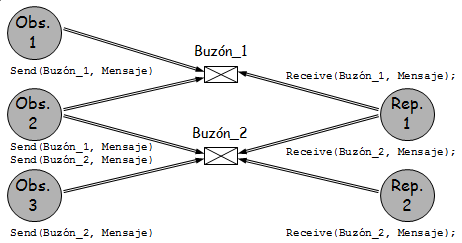 Obs.
1
Send(Buzón_1, Mensaje)
Buzón_1
Receive(Buzón_1, Mensaje);
Obs.
2
Send(Buzón_1, Mensaje)
Send(Buzón_2, Mensaje)
Buzón_2
Rep.
1
Receive(Buzón_2, Mensaje);
Obs.
3
Send(Buzón_2, Mensaje)
Rep.
2
Receive(Buzón_2, Mensaje);